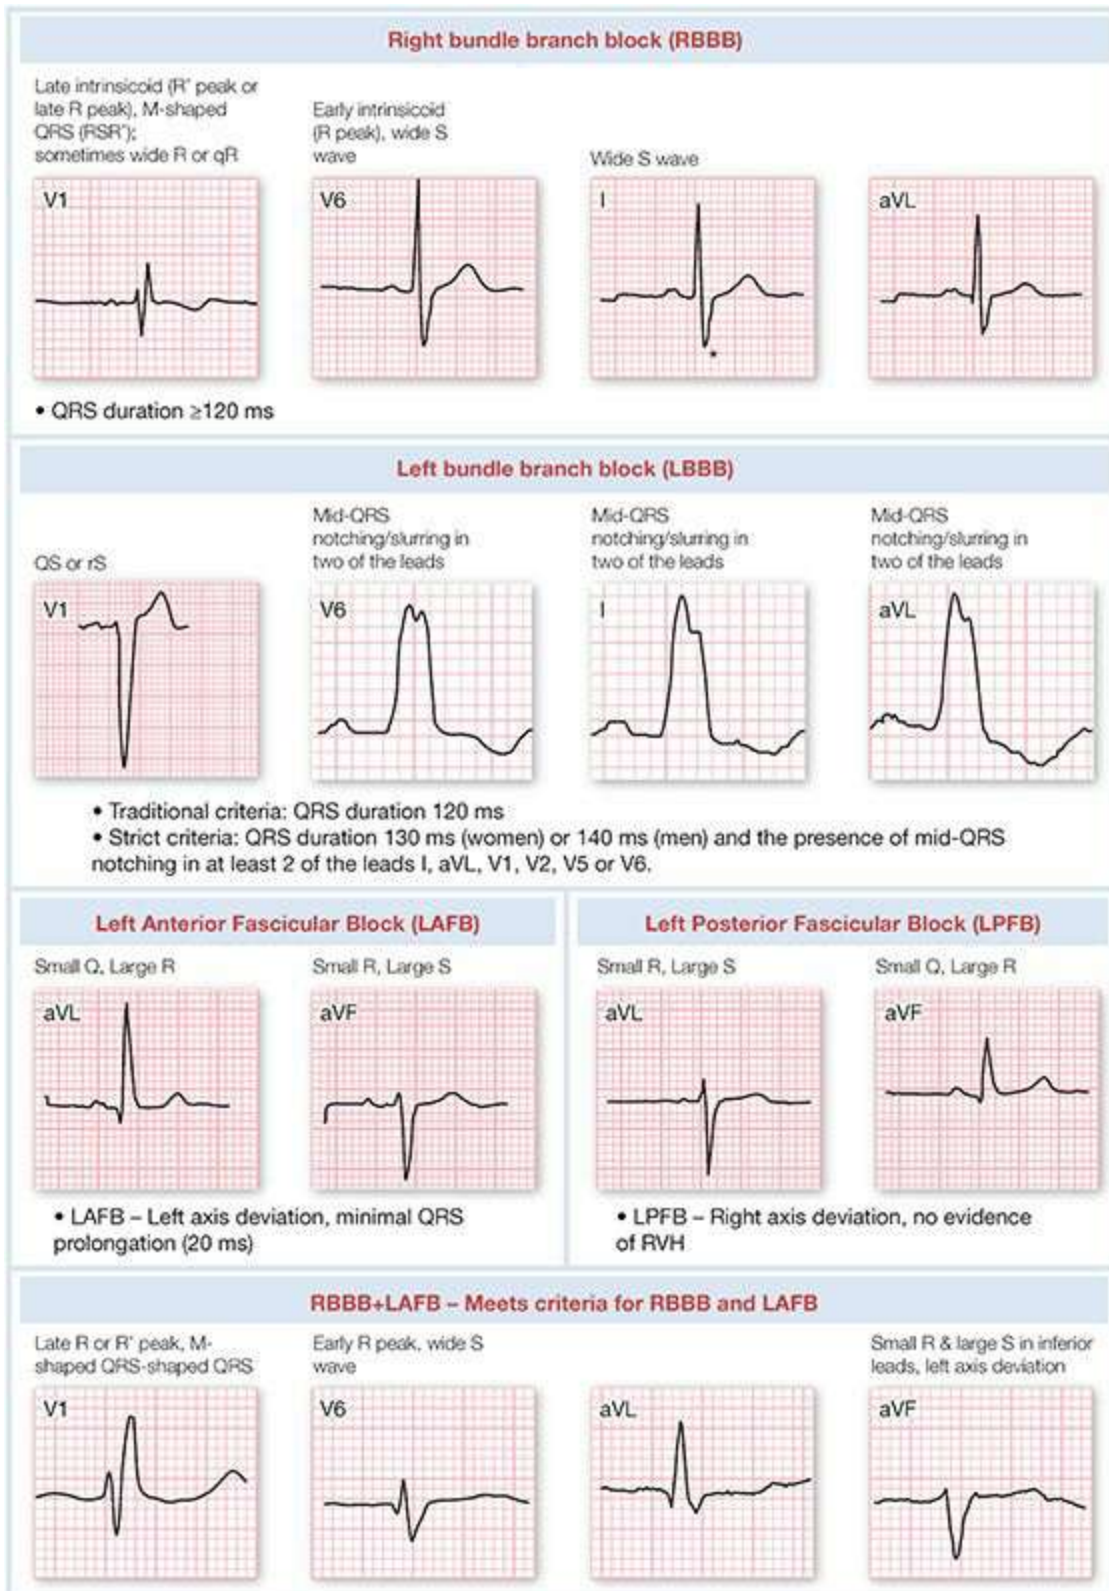 Right bundle branch block (RBBB)
Late intrinsicoid (R' peak or
late R peak), M-shaped
QRS (RSR');
sometimes wide R or qR
Early intrinsicoid
(R peak), wide S
wave
Wide S wave
V1
V6
I
aVL
*
• QRS duration ≥120 ms
Left bundle branch block (LBBB)
QS or rS
Mid-QRS
notching/slurring in
two of the leads
Mid-QRS
notching/slurring in
two of the leads
Mid-QRS
notching/slurring in
two of the leads
V1
V6
I
aVL
• Traditional criteria: QRS duration 120 ms
• Strict criteria: QRS duration 130 ms (women) or 140 ms (men) and the presence of mid-QRS
notching in at least 2 of the leads I, aVL, V1, V2, V5 or V6.
Left Anterior Fascicular Block (LAFB)
Small Q, Large R
Small R, Large S
aVL
aVF
• LAFB – Left axis deviation, minimal QRS
prolongation (20 ms)
Left Posterior Fascicular Block (LPFB)
Small R, Large S
Small Q, Large R
aVL
aVF
• LPFB – Right axis deviation, no evidence
of RVH
RBBB+LAFB – Meets criteria for RBBB and LAFB
Late R or R' peak, M-
shaped QRS-shaped QRS
Early R peak, wide S
wave
Small R & large S in inferior
leads, left axis deviation
V1
V6
aVL
aVF